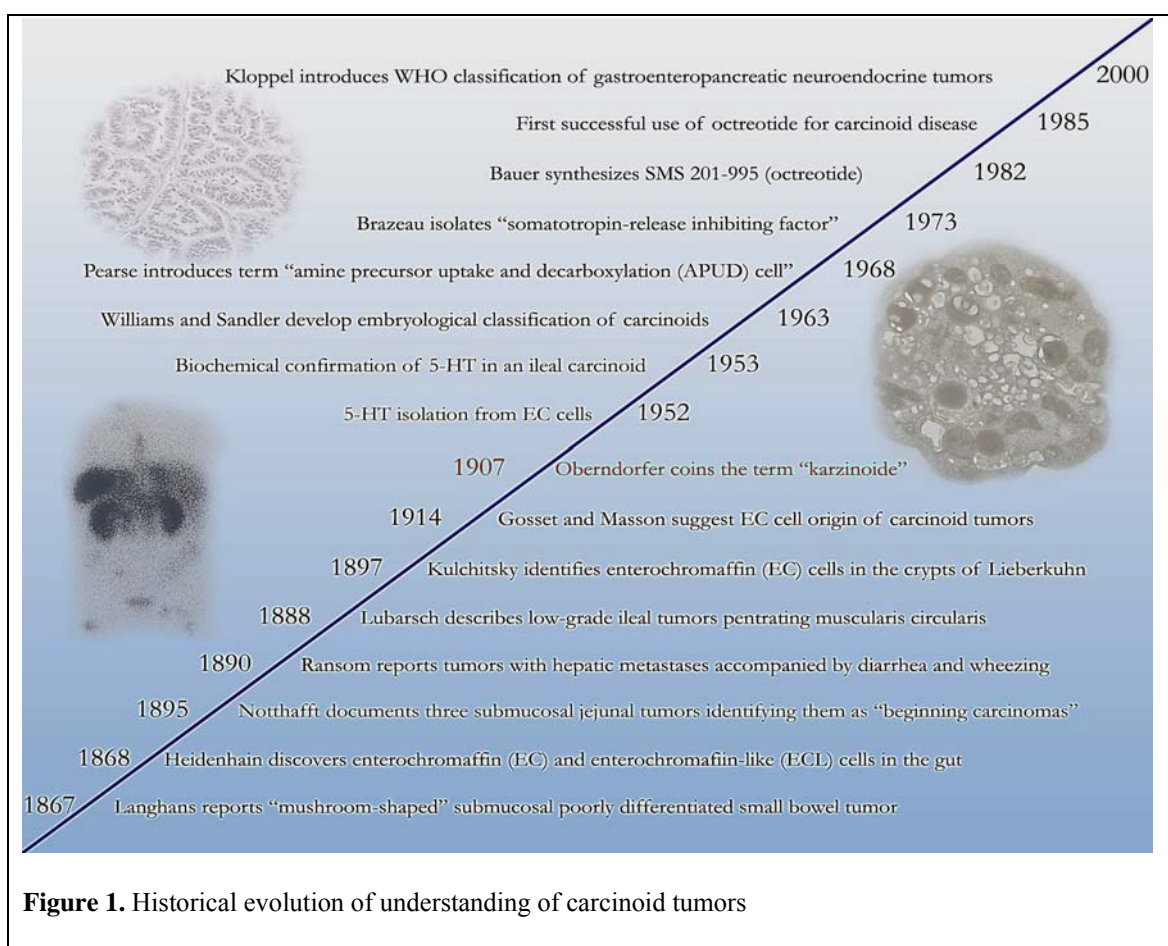 Kloppel introduces WHO classification of gastroenteropancreatic neuroendocrine tumors 2000
First successful use of octreotide for carcinoid disease 1985
Bauer synthesizes SMS 201-995 (octreotide) 1982
Brazeau isolates “somatotropin-release inhibiting factor” 1973
Pearse introduces term “amine precursor uptake and decarboxylation (APUD) cell” 1968
Williams and Sandler develop embryological classification of carcinoids 1963
Biochemical confirmation of 5-HT in an ileal carcinoid 1953
5-HT isolation from EC cells 1952
1907 Oberndorfer coins the term “karzinoide”
1914 Gosset and Masson suggest EC cell origin of carcinoid tumors
1897 Kulchitsky identifies enterochromaffin (EC) cells in the crypts of Lieberkuhn
1888 Lubarsch describes low-grade ileal tumors pentrating muscularis circularis
1890 Ransom reports tumors with hepatic metastases accompanied by diarrhea and wheezing
1895 Notthafft documents three submucosal jejunal tumors identifying them as “beginning carcinomas”
1868 Heidenhain discovers enterochromaffin (EC) and enterochromafiin-like (ECL) cells in the gut
1867 Langhans reports “mushroom-shaped” submucosal poorly differentiated small bowel tumor
Figure 1. Historical evolution of understanding of carcinoid tumors